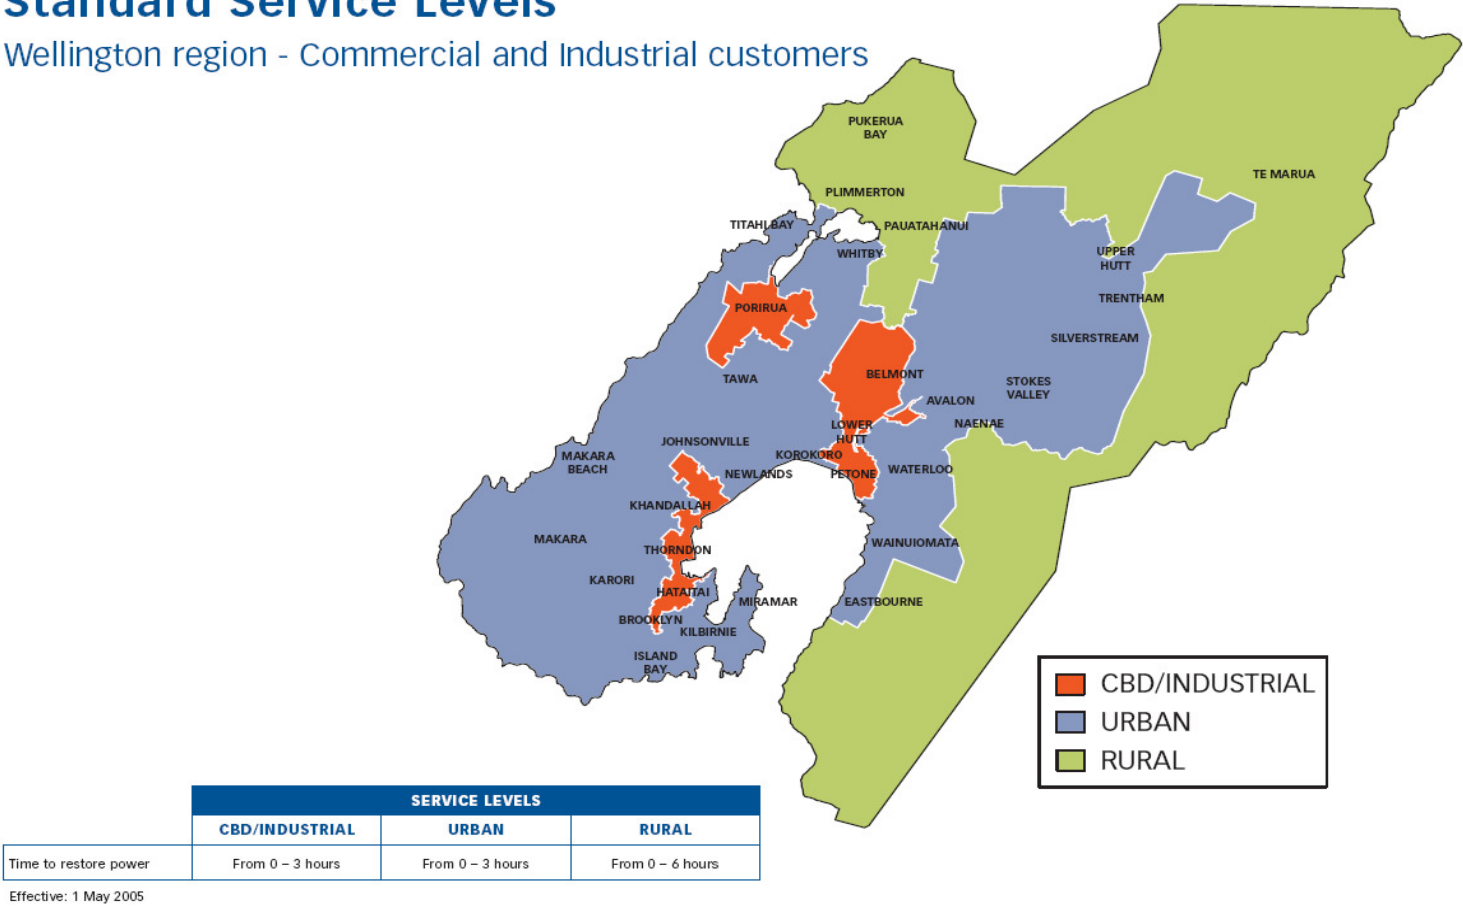 Standard Service Levels
Wellington region - Commercial and Industrial customers
PUKERUA
BAY
TE MARUA
PLIMMERTON
TITAHI BAY
PAUATAHANUI
WHITBY
UPPER
HUTT
TRENTHAM
PORIRUA
SILVERSTREAM
BELMONT
TAWA
STOKES
VALLEY
AVALON
LOWER
HUTT
NAENAE
JOHNSONVILLE
KOROKORO
MAKARA
BEACH
NEWLANDS
PETONE
WATERLOO
KHANDALLAH
MAKARA
WAINUIOMATA
THORNDON
KARORI
HATAITAI
MIRAMAR
EASTBOURNE
BROOKLYN
KILBIRNIE
ISLAND
BAY
CBD/INDUSTRIAL
URBAN
RURAL
SERVICE LEVELS
CBD/INDUSTRIAL URBAN RURAL
Time to restore power From 0 – 3 hours From 0 – 3 hours From 0 – 6 hours
Effective: 1 May 2005